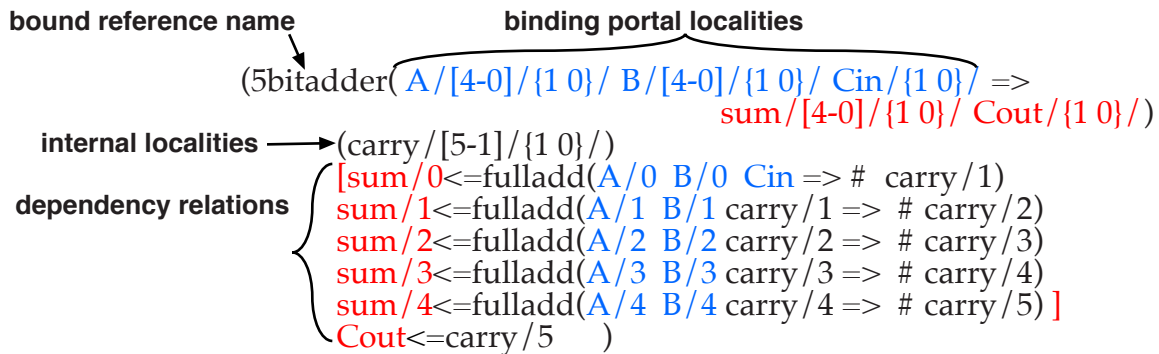 bound reference name binding portal localities
(5bitadder( A/[4-0]/{1 0}/ B/[4-0]/{1 0}/ Cin/{1 0}/ =>
sum/[4-0]/{1 0}/ Cout/{1 0}/)
internal localities (carry/[5-1]/{1 0}/)
[sum/0<=fulladd(A/0 B/0 Cin => # carry/1)
dependency relations sum/1<=fulladd(A/1 B/1 carry/1 => # carry/2)
sum/2<=fulladd(A/2 B/2 carry/2 => # carry/3)
sum/3<=fulladd(A/3 B/3 carry/3 => # carry/4)
sum/4<=fulladd(A/4 B/4 carry/4 => # carry/5) ]
Cout<=carry/5 )